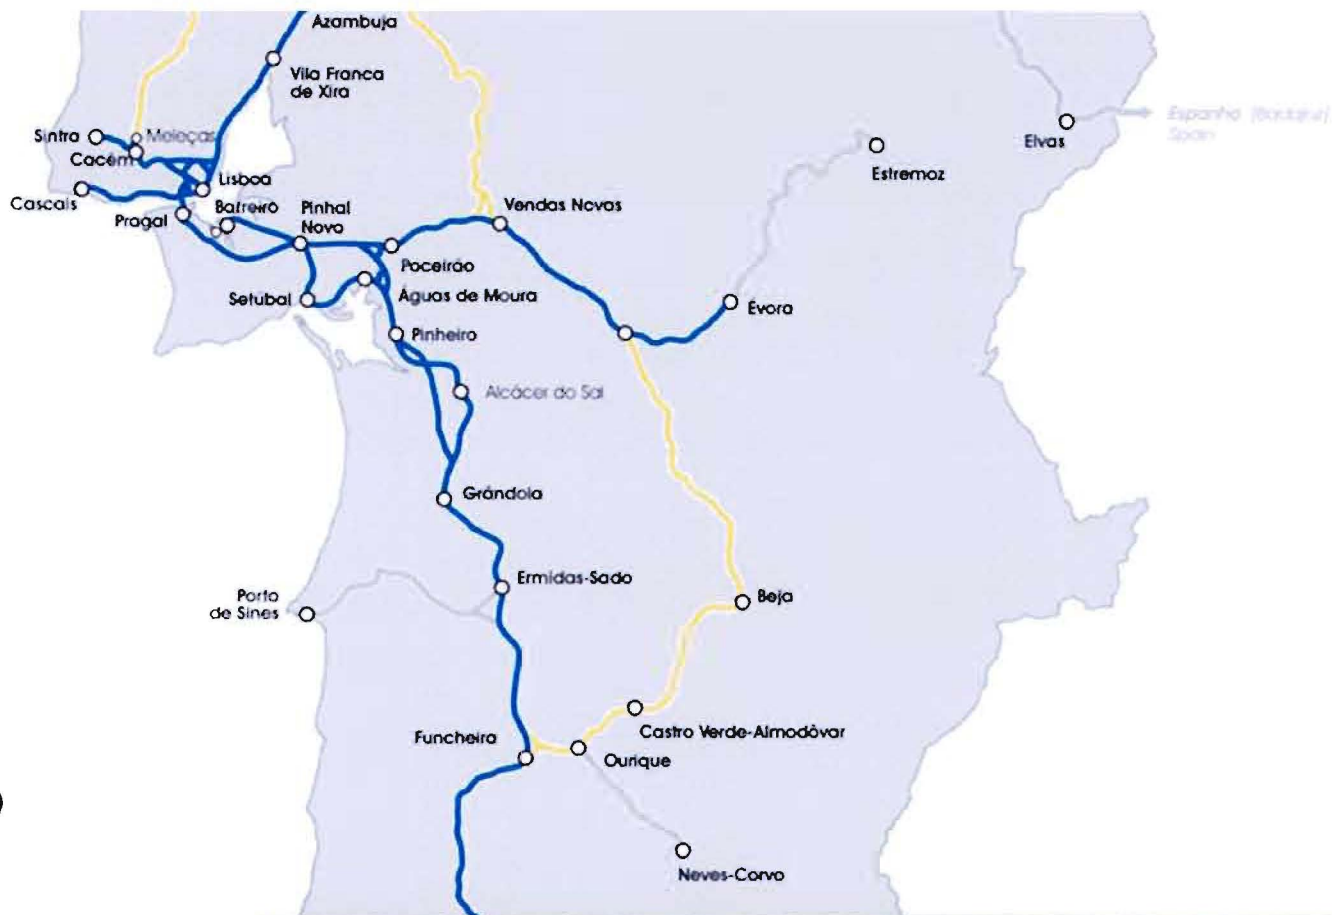 Azambuja
Vila Franca
de Xira
Sintra
Meleças
Cacém
Lisboa
Cascais
Pragal
Barreiro
Pinhal
Novo
Vendas Novas
Poceirão
Setúbal
Águas de Moura
Pinheiro
Évora
Estremoz
Elvas
Espanha (Badajoz)
Spain
Alcácer do Sal
Grândola
Ermidas-Sado
Porto
de Sines
Beja
Castro Verde-Almodôvar
Funcheira
Ourique
Neves-Corvo